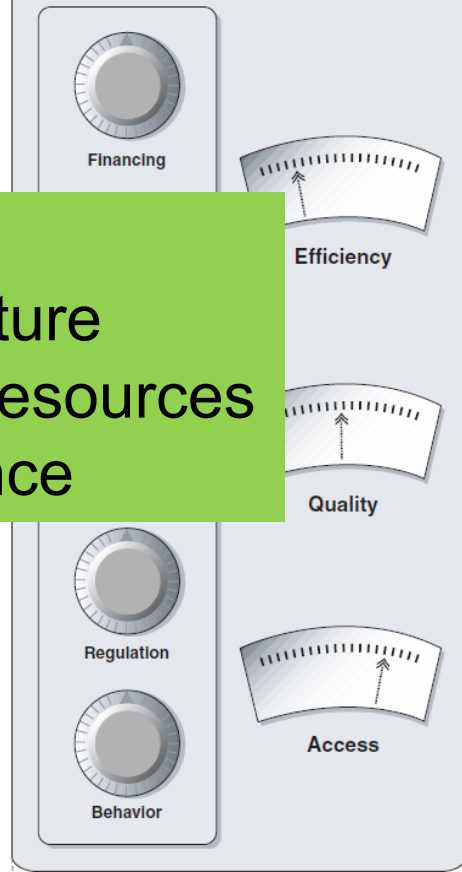 Financing
Efficiency
ture
esources
nce
Quality
Regulation
Access
Behavior